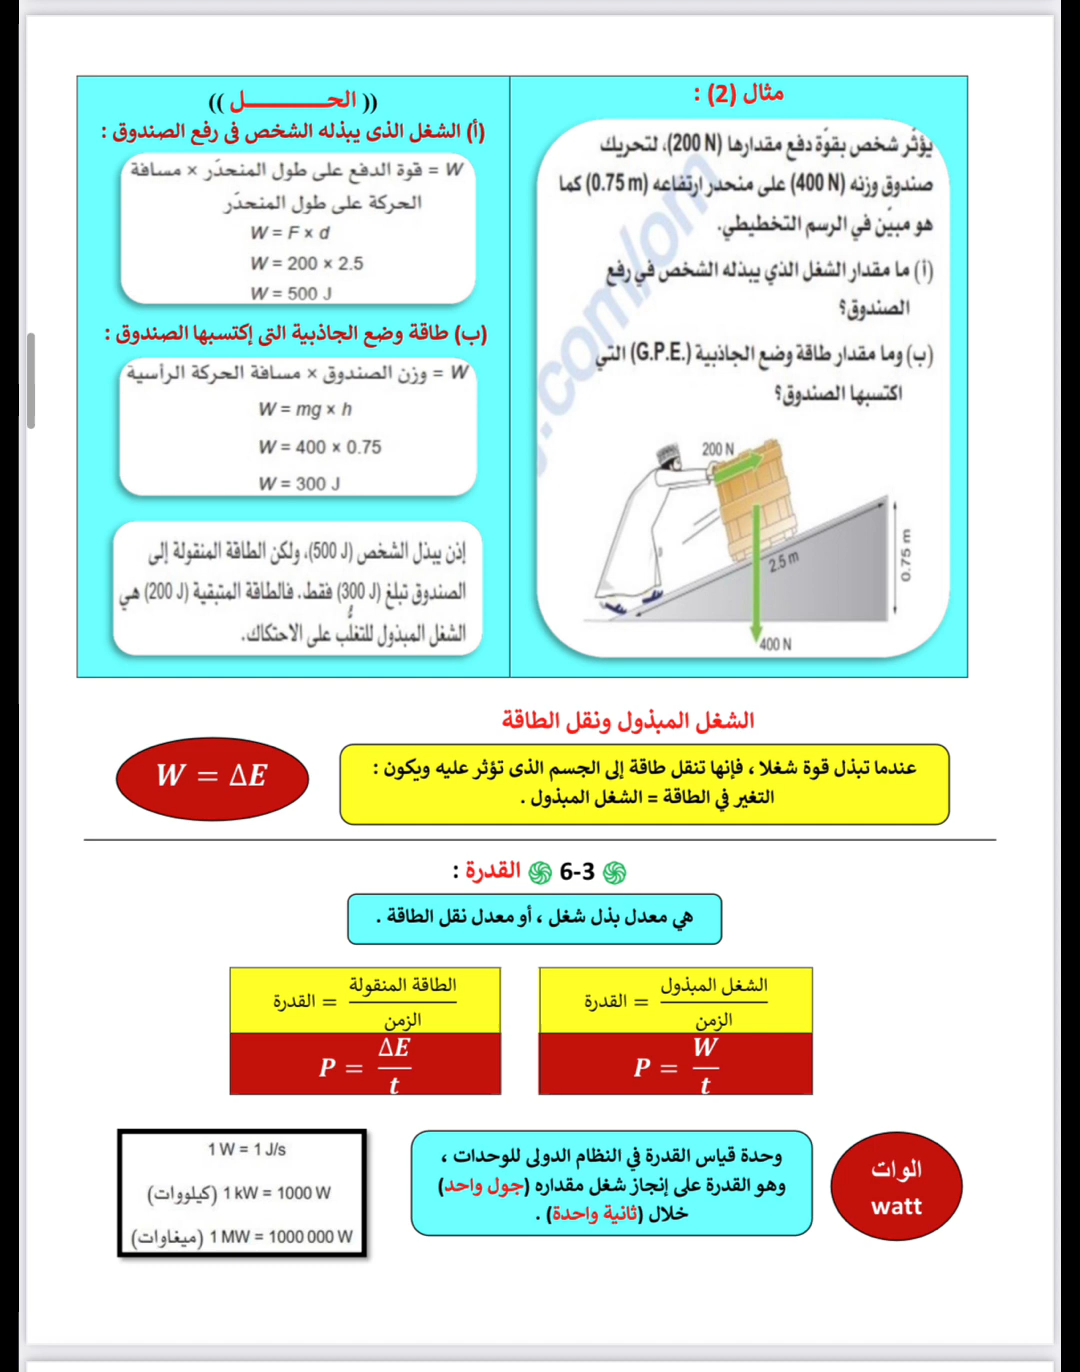 مثال (2) :
يؤثّر شخص بقوّة دفع مقدارها (200 N)، لتحريك
صندوق وزنه (400 N) على منحدر ارتفاعه (0.75 m) كما
هو مبيّن في الرسم التخطيطي.
(أ) ما مقدار الشغل الذي يبذله الشخص في رفع
الصندوق؟
(ب) وما مقدار طاقة وضع الجاذبية (G.P.E.) التي
اكتسبها الصندوق؟
200 N
2.5 m
0.75 m
400 N
(( الحـــــــل ))
(أ) الشغل الذى يبذله الشخص فى رفع الصندوق :
W = قوة الدفع على طول المنحدَر × مسافة
الحركة على طول المنحدَر
W = F x d
W = 200 × 2.5
W = 500 J
(ب) طاقة وضع الجاذبية التى إكتسبها الصندوق :
W = وزن الصندوق × مسافة الحركة الرأسية
W = mg × h
W = 400 × 0.75
W = 300 J
إذن يبذل الشخص (500 J)، ولكن الطاقة المنقولة إلى
الصندوق تبلغ (300 J) فقط. فالطاقة المتبقية (200 J) هي
الشغل المبذول للتغلُّب على الاحتكاك.
الشغل المبذول ونقل الطاقة
عندما تبذل قوة شغلا ، فإنها تنقل طاقة إلى الجسم الذى تؤثر عليه ويكون :
التغير في الطاقة = الشغل المبذول .
W = ΔE
6-3 القدرة :
هي معدل بذل شغل ، أو معدل نقل الطاقة .
القدرة = الشغل المبذول / الزمن
P = W / t
القدرة = الطاقة المنقولة / الزمن
P = ΔE / t
الوات
watt
وحدة قياس القدرة في النظام الدولى للوحدات ،
وهو القدرة على إنجاز شغل مقداره (جول واحد)
خلال (ثانية واحدة) .
1 W = 1 J/s
1 kW = 1000 W (كيلووات)
1 MW = 1000 000 W (ميغاوات)